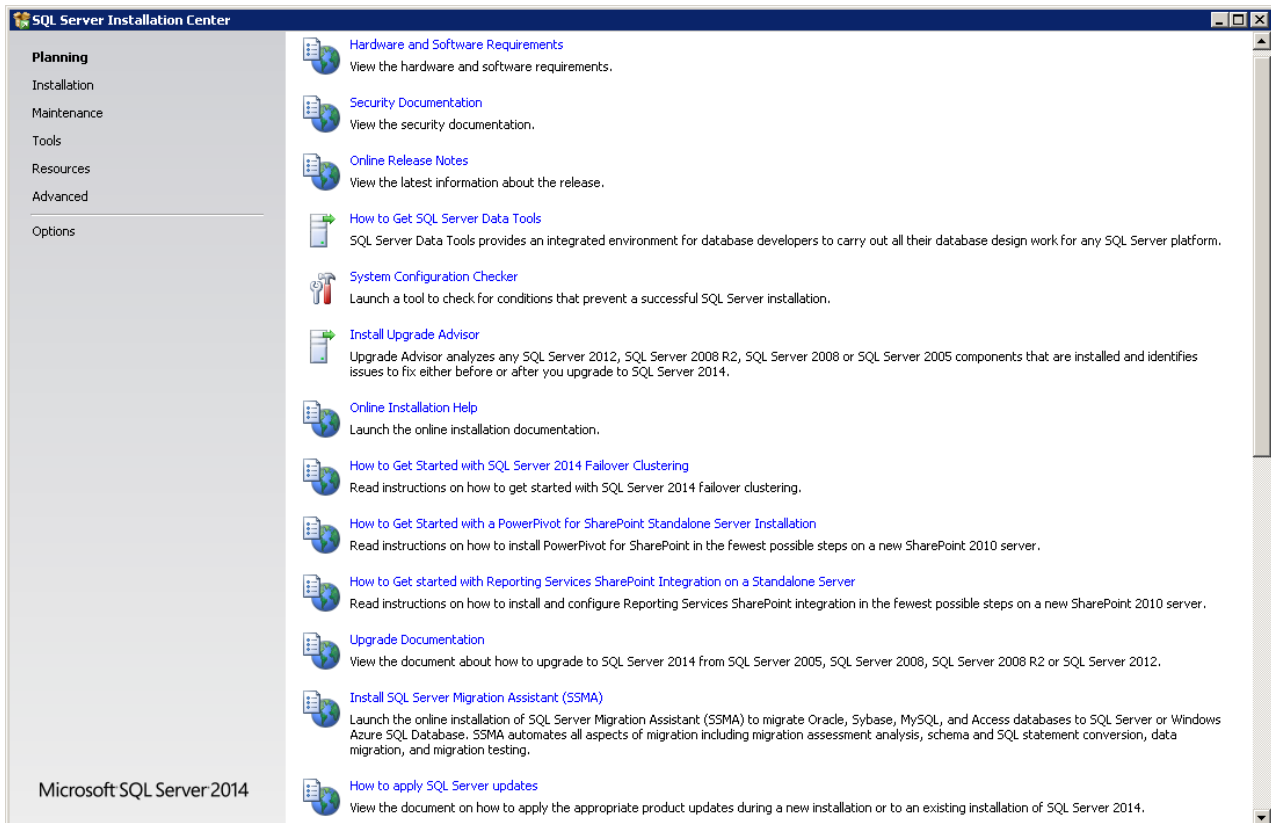 SQL Server Installation Center
Planning
Installation
Maintenance
Tools
Resources
Advanced
Options
Microsoft SQL Server 2014
Hardware and Software Requirements
View the hardware and software requirements.
Security Documentation
View the security documentation.
Online Release Notes
View the latest information about the release.
How to Get SQL Server Data Tools
SQL Server Data Tools provides an integrated environment for database developers to carry out all their database design work for any SQL Server platform.
System Configuration Checker
Launch a tool to check for conditions that prevent a successful SQL Server installation.
Install Upgrade Advisor
Upgrade Advisor analyzes any SQL Server 2012, SQL Server 2008 R2, SQL Server 2008 or SQL Server 2005 components that are installed and identifies
issues to fix either before or after you upgrade to SQL Server 2014.
Online Installation Help
Launch the online installation documentation.
How to Get Started with SQL Server 2014 Failover Clustering
Read instructions on how to get started with SQL Server 2014 failover clustering.
How to Get Started with a PowerPivot for SharePoint Standalone Server Installation
Read instructions on how to install PowerPivot for SharePoint in the fewest possible steps on a new SharePoint 2010 server.
How to Get started with Reporting Services SharePoint Integration on a Standalone Server
Read instructions on how to install and configure Reporting Services SharePoint integration in the fewest possible steps on a new SharePoint 2010 server.
Upgrade Documentation
View the document about how to upgrade to SQL Server 2014 from SQL Server 2005, SQL Server 2008, SQL Server 2008 R2 or SQL Server 2012.
Install SQL Server Migration Assistant (SSMA)
Launch the online installation of SQL Server Migration Assistant (SSMA) to migrate Oracle, Sybase, MySQL, and Access databases to SQL Server or Windows
Azure SQL Database. SSMA automates all aspects of migration including migration assessment analysis, schema and SQL statement conversion, data
migration, and migration testing.
How to apply SQL Server updates
View the document on how to apply the appropriate product updates during a new installation or to an existing installation of SQL Server 2014.